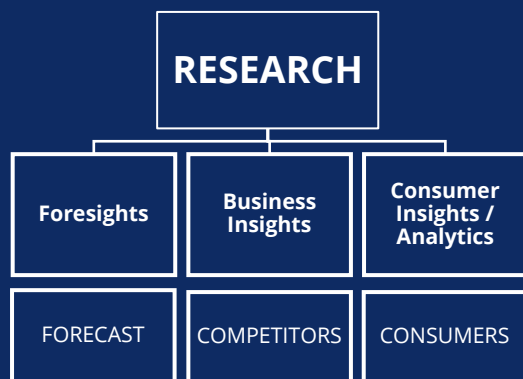 RESEARCH
Foresights
Business
Insights
Consumer
Insights /
Analytics
FORECAST
COMPETITORS
CONSUMERS